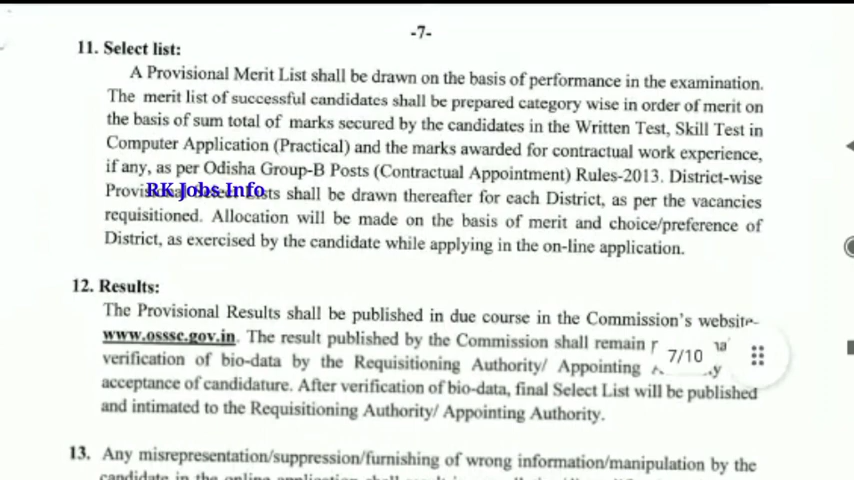 -7-
11. Select list:
A Provisional Merit List shall be drawn on the basis of performance in the examination.
The merit list of successful candidates shall be prepared category wise in order of merit on
the basis of sum total of marks secured by the candidates in the Written Test, Skill Test in
Computer Application (Practical) and the marks awarded for contractual work experience,
if any, as per Odisha Group-B Posts (Contractual Appointment) Rules-2013. District-wise
RK Jobs Info
shall be drawn thereafter for each District, as per the vacancies
requisitioned. Allocation will be made on the basis of merit and choice/preference of
District, as exercised by the candidate while applying in the on-line application.
12. Results:
The Provisional Results shall be published in due course in the Commission's website-
www.osssc.gov.in. The result published by the Commission shall remain
verification of bio-data by the Requisitioning Authority/ Appointing
7/10
acceptance of candidature. After verification of bio-data, final Select List will be published
and intimated to the Requisitioning Authority/ Appointing Authority.
13. Any misrepresentation/suppression/furnishing of wrong information/manipulation by the
candidate in the online application shall